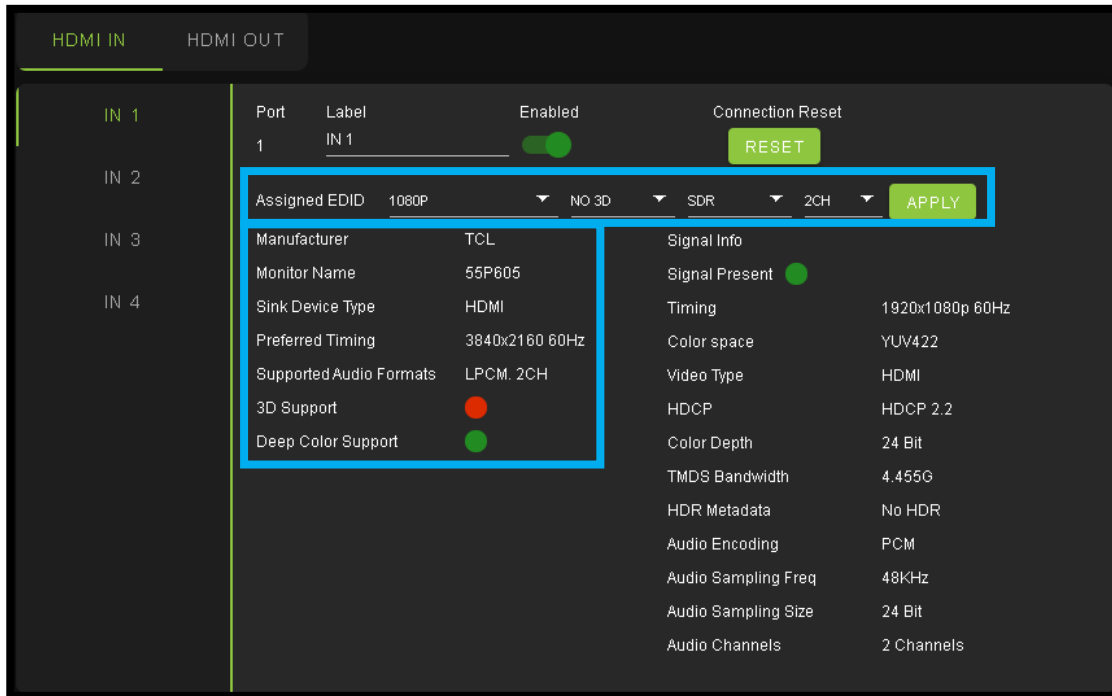 HDMI IN HDMI OUT
IN 1
IN 2
IN 3
IN 4
Port Label Enabled Connection Reset
1 IN 1 RESET
Assigned EDID 1080P NO 3D SDR 2CH APPLY
Manufacturer TCL
Monitor Name 55P605
Sink Device Type HDMI
Preferred Timing 3840x2160 60Hz
Supported Audio Formats LPCM. 2CH
3D Support
Deep Color Support
Signal Info
Signal Present
Timing 1920x1080p 60Hz
Color space YUV422
Video Type HDMI
HDCP HDCP 2.2
Color Depth 24 Bit
TMDS Bandwidth 4.455G
HDR Metadata No HDR
Audio Encoding PCM
Audio Sampling Freq 48KHz
Audio Sampling Size 24 Bit
Audio Channels 2 Channels